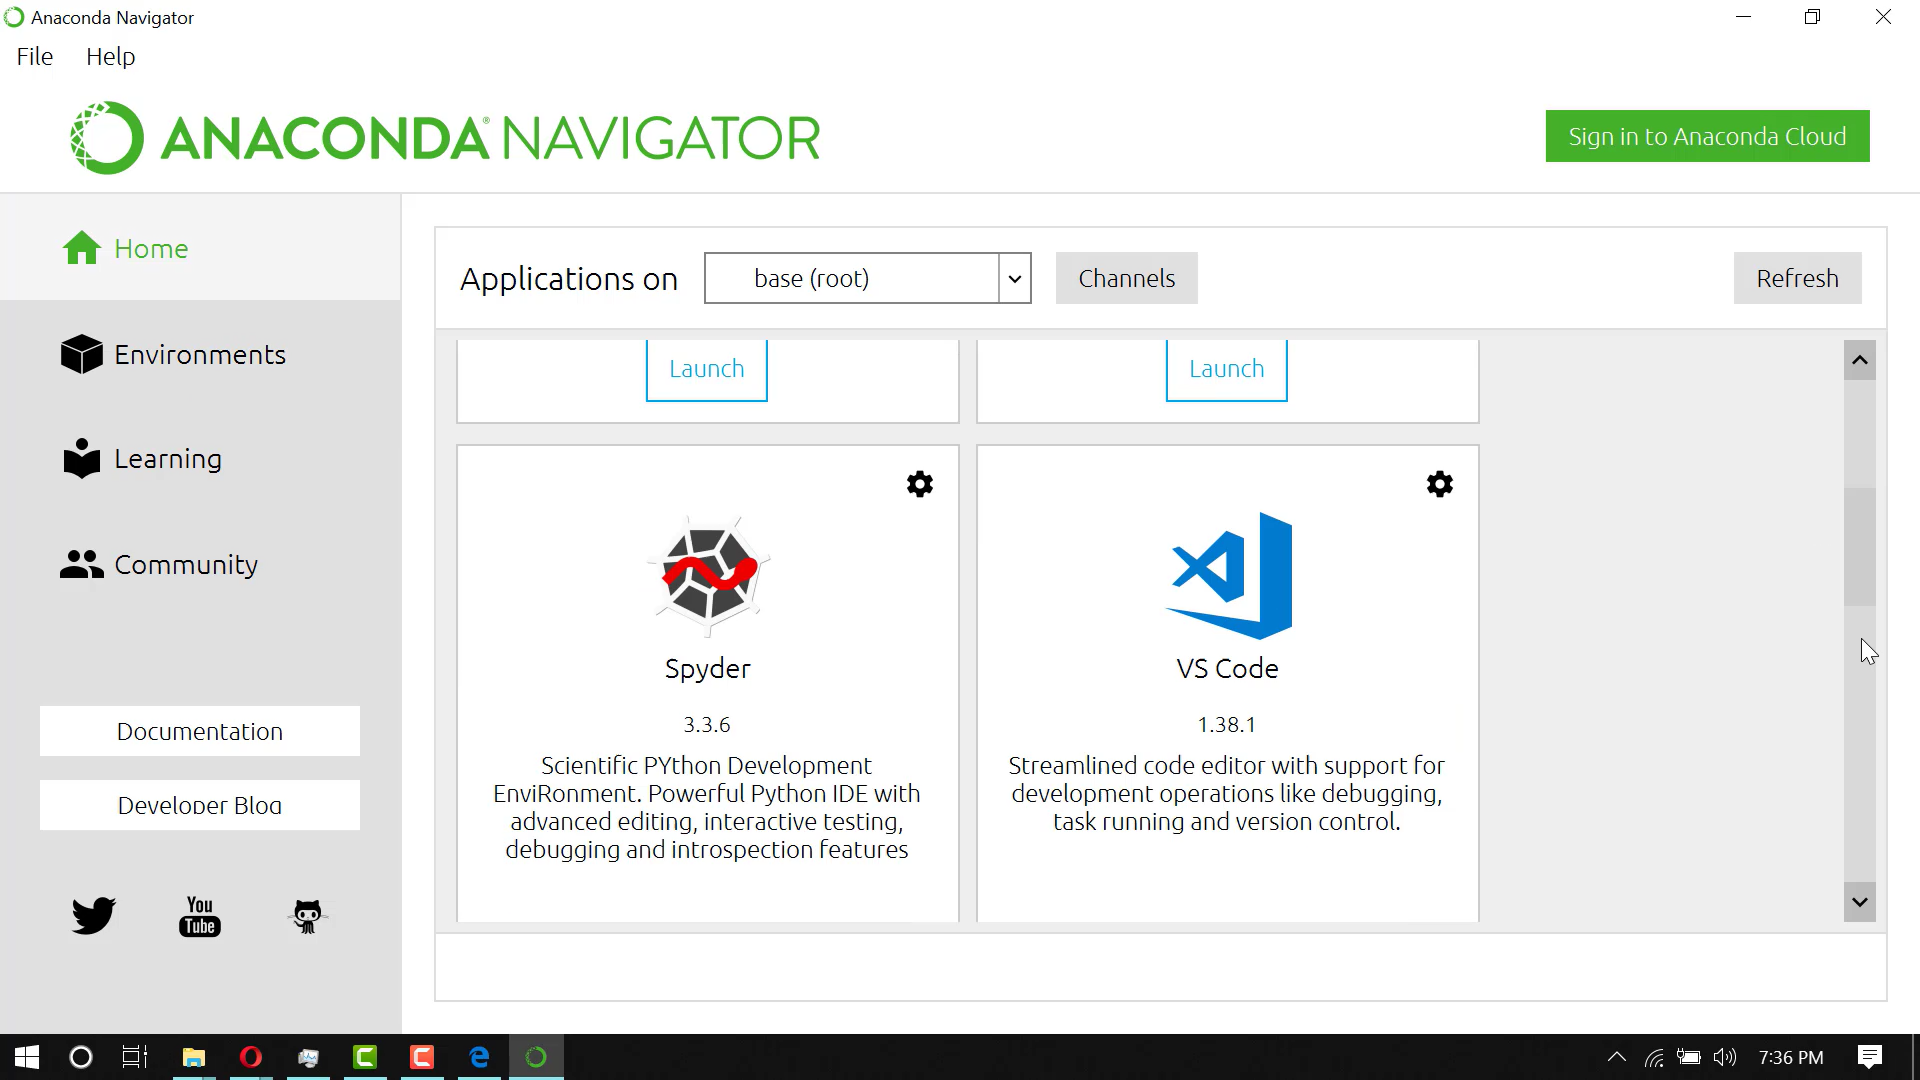 Anaconda Navigator
File Help
ANACONDA® NAVIGATOR
Sign in to Anaconda Cloud
Home
Environments
Learning
Community
Documentation
Developer Blog
You
Tube
Applications on base (root) Channels Refresh
Launch
Launch
Spyder
3.3.6
Scientific PYthon Development
EnviRonment. Powerful Python IDE with
advanced editing, interactive testing,
debugging and introspection features
VS Code
1.38.1
Streamlined code editor with support for
development operations like debugging,
task running and version control.
7:36 PM